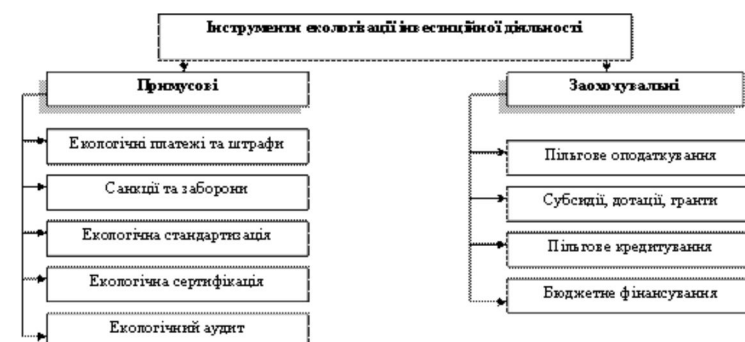 Інструменти екологізації інвестиційної діяльності
Примусові
Екологічні платежі та штрафи
Санкції та заборони
Екологічна стандартизація
Екологічна сертифікація
Екологічний аудит
Заохочувальні
Пільгове оподаткування
Субсидії, дотації, гранти
Пільгове кредитування
Бюджетне фінансування